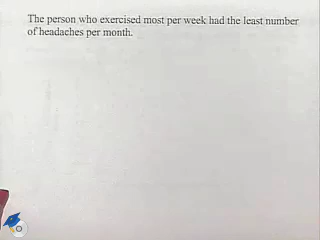 The person who exercised most per week had the least number
of headaches per month.